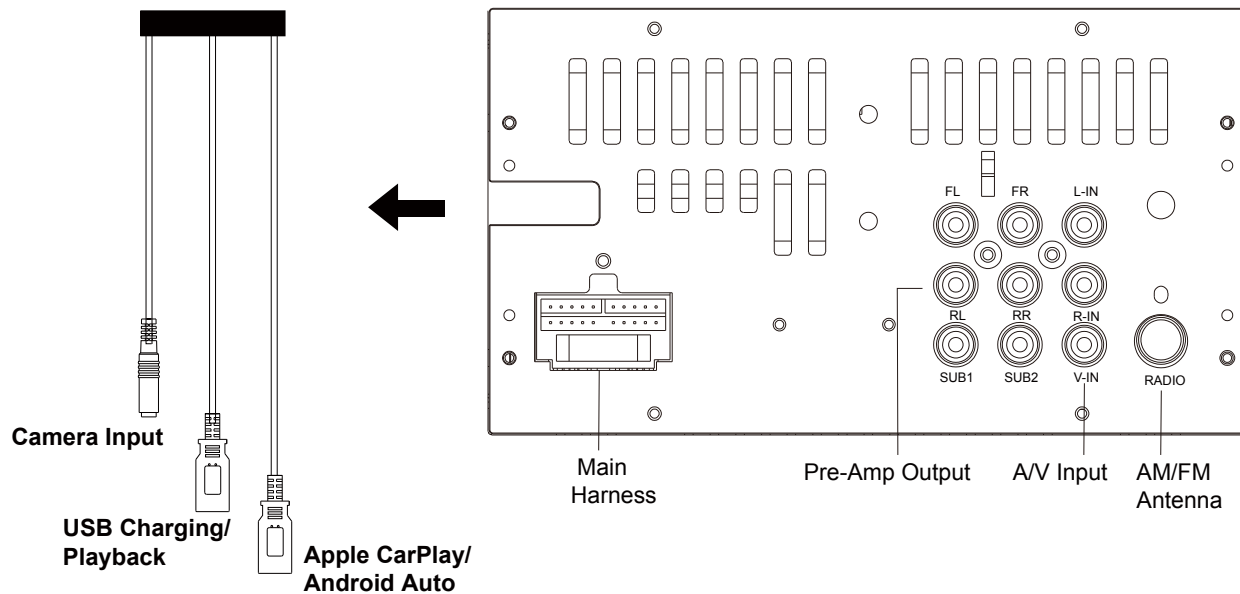 FL FR L-IN
RL RR R-IN
SUB1 SUB2 V-IN RADIO
Camera Input
USB Charging/
Playback
Apple CarPlay/
Android Auto
Main
Harness
Pre-Amp Output
A/V Input
AM/FM
Antenna